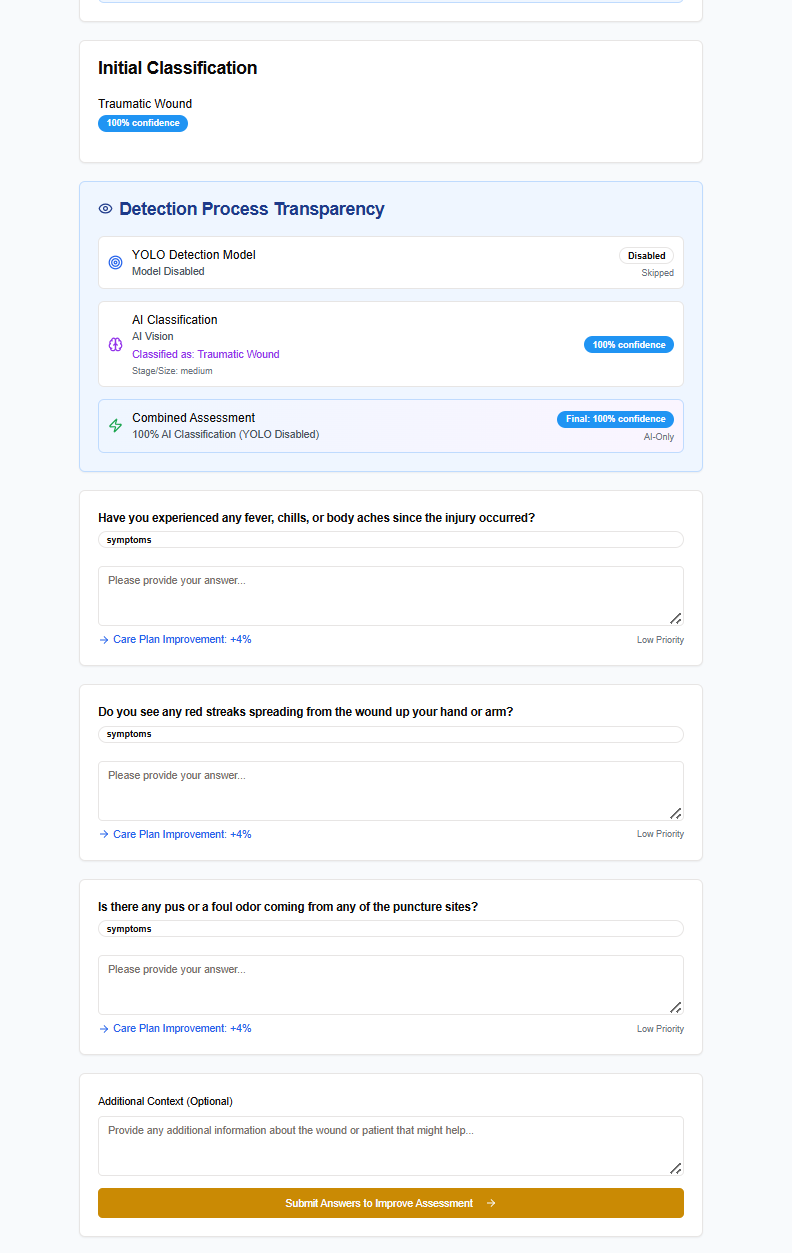 Initial Classification
Traumatic Wound
100% confidence
Detection Process Transparency
YOLO Detection Model
Model Disabled
Disabled
Skipped
AI Classification
AI Vision
Classified as: Traumatic Wound
Stage/Size: medium
100% confidence
Combined Assessment
100% AI Classification (YOLO Disabled)
Final: 100% confidence
AI-Only
Have you experienced any fever, chills, or body aches since the injury occurred?
symptoms
Please provide your answer...
→ Care Plan Improvement: +4%
Low Priority
Do you see any red streaks spreading from the wound up your hand or arm?
symptoms
Please provide your answer...
→ Care Plan Improvement: +4%
Low Priority
Is there any pus or a foul odor coming from any of the puncture sites?
symptoms
Please provide your answer...
→ Care Plan Improvement: +4%
Low Priority
Additional Context (Optional)
Provide any additional information about the wound or patient that might help...
Submit Answers to Improve Assessment →